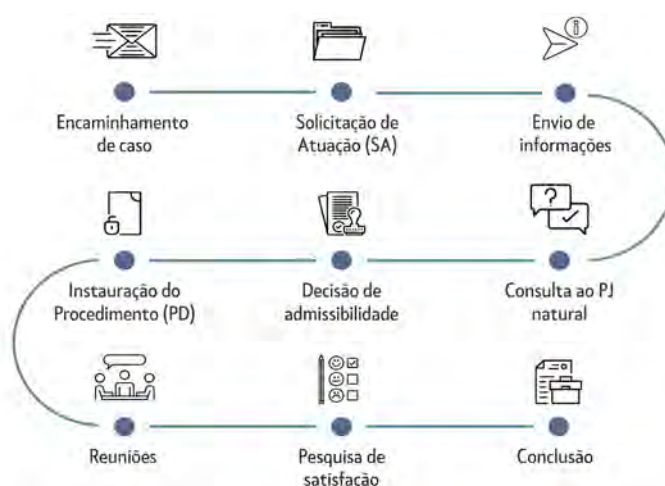 Encaminhamento
de caso
Solicitação de
Atuação (SA)
Envio de
informações
Consulta ao PJ
natural
Decisão de
admissibilidade
Instauração do
Procedimento (PD)
Reuniões
Pesquisa de
satisfação
Conclusão